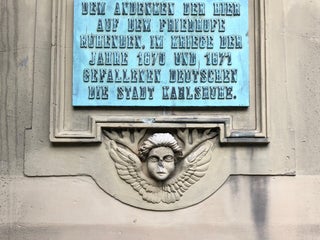 DEM ANDENKEN DER HIER
AUF DEM FRIEDHOFE
RUHENDEN, IM KRIEGE DER
JAHRE 1870 UND 1871
GEFALLENEN DEUTSCHEN
DIE STADT KARLSRUHE.